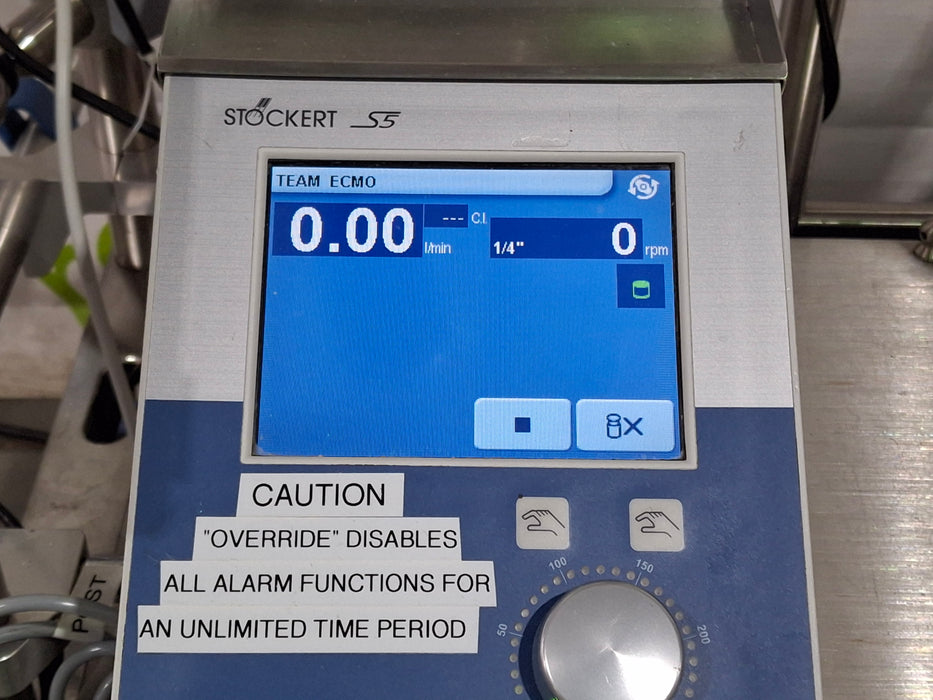 STÖCKERT S5
TEAM ECMO
0.00 --- C.I.
l/min
1/4" 0 rpm
CAUTION
"OVERRIDE" DISABLES
ALL ALARM FUNCTIONS FOR
AN UNLIMITED TIME PERIOD
50 100 150 200